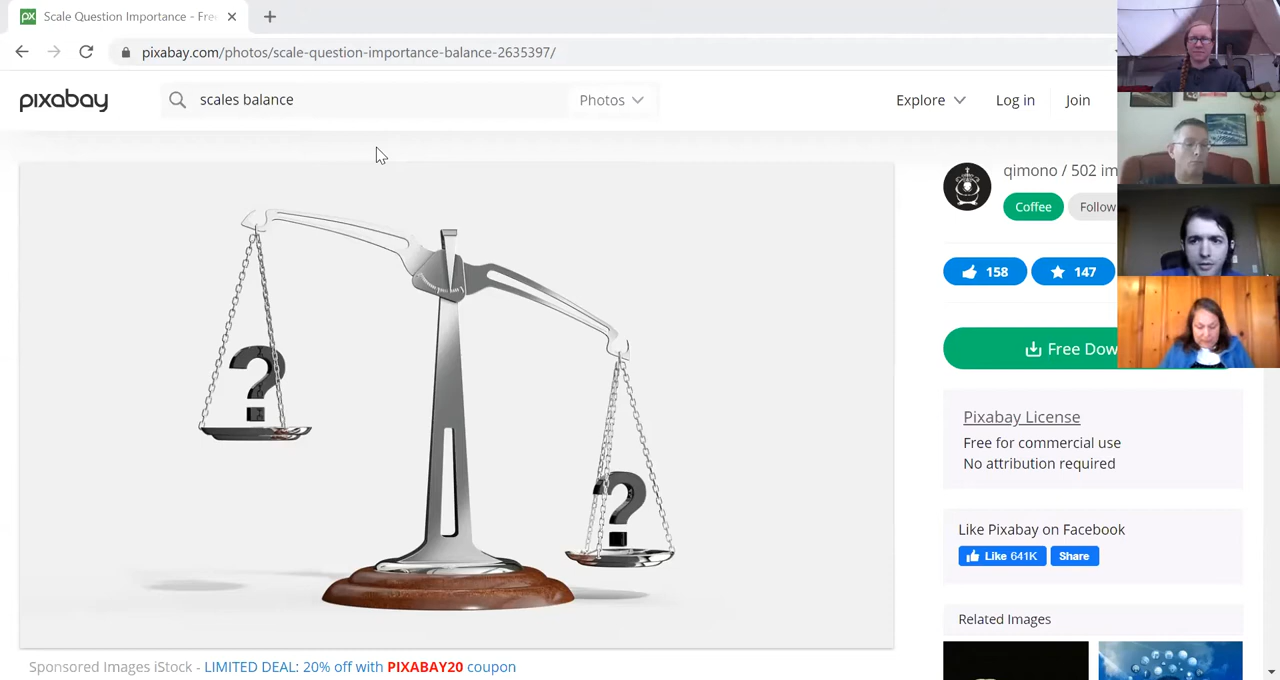 px Scale Question Importance - Fre
pixabay.com/photos/scale-question-importance-balance-2635397/
pixabay
scales balance
Photos
Explore
Log in
Join
qimono / 502 im
Coffee
Follow
158
147
Free Dow
Pixabay License
Free for commercial use
No attribution required
Like Pixabay on Facebook
Like 641K
Share
Related Images
?
?
Sponsored Images iStock - LIMITED DEAL: 20% off with PIXABAY20 coupon